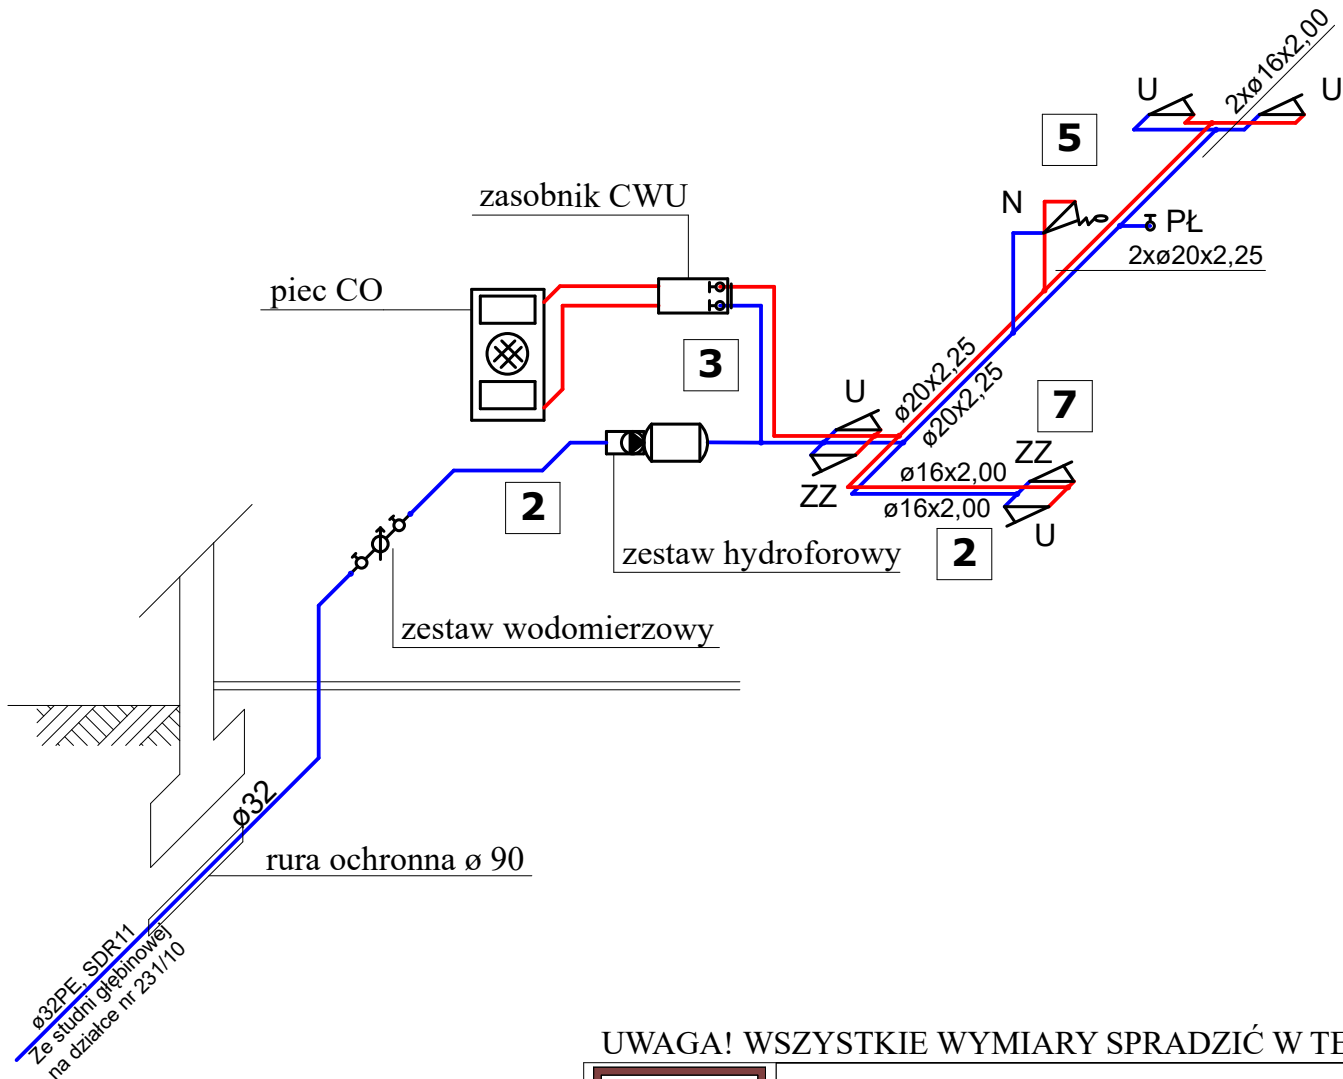 2xø16x2,00
U
U
5
zasobnik CWU
N
PŁ
2xø20x2,25
piec CO
3
ø20x2,25
ø20x2,25
U
7
ZZ
ZZ
ø16x2,00
ø16x2,00
2
U
2
zestaw hydroforowy
zestaw wodomierzowy
ø32
rura ochronna ø 90
ø32PE, SDR11
Ze studni głębinowej
na działce nr 231/10
UWAGA! WSZYSTKIE WYMIARY SPRADZIĆ W TE